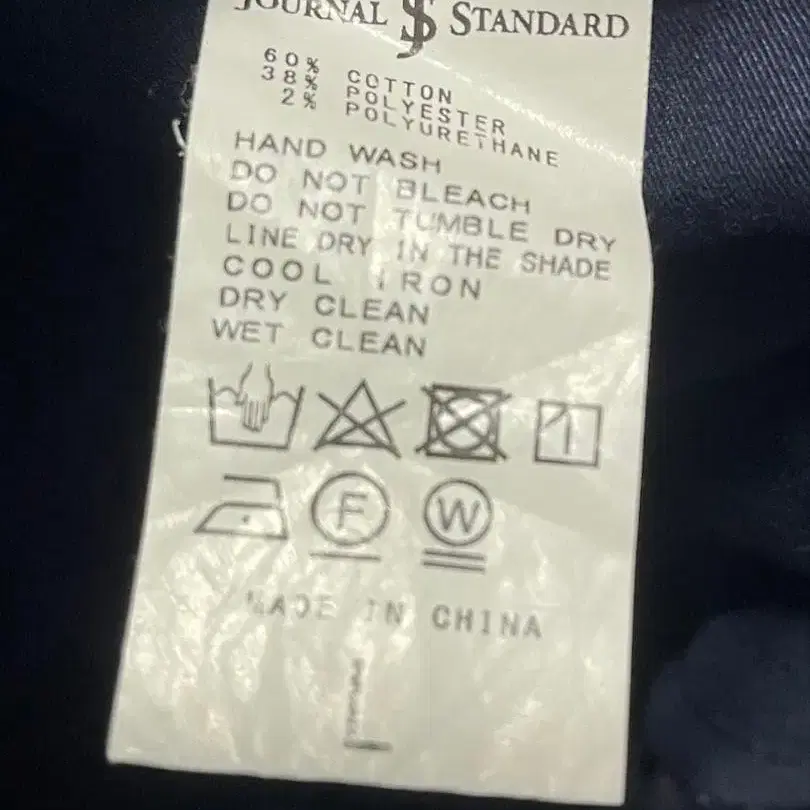 JOURNAL JS STANDARD
60% COTTON
38% POLYESTER
2% POLYURETHANE
HAND WASH
DO NOT BLEACH
DO NOT TUMBLE DRY
LINE DRY IN THE SHADE
COOL IRON
DRY CLEAN
WET CLEAN
F W
MADE IN CHINA